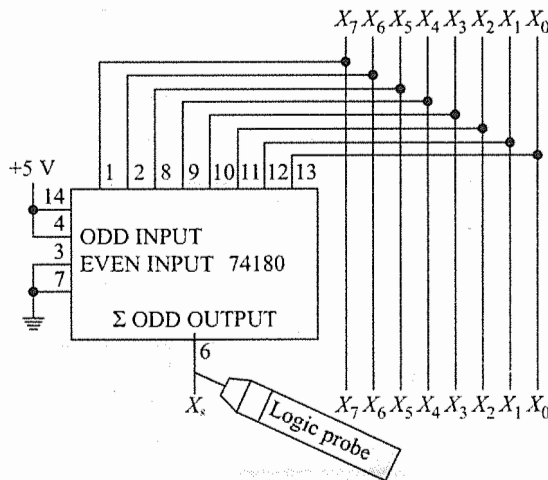 X7 X6 X5 X4 X3 X2 X1 X0
+5 V
1 2 8 9 10 11 12 13
14
4 ODD INPUT
3 EVEN INPUT 74180
7
Σ ODD OUTPUT
6
Xs
Logic probe
X7 X6 X5 X4 X3 X2 X1 X0